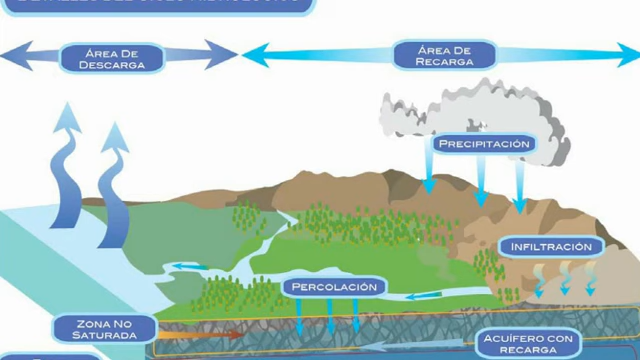 ÁREA DE
DESCARGA
ÁREA DE
RECARGA
PRECIPITACIÓN
INFILTRACIÓN
PERCOLACIÓN
ZONA NO
SATURADA
ACUÍFERO CON
RECARGA